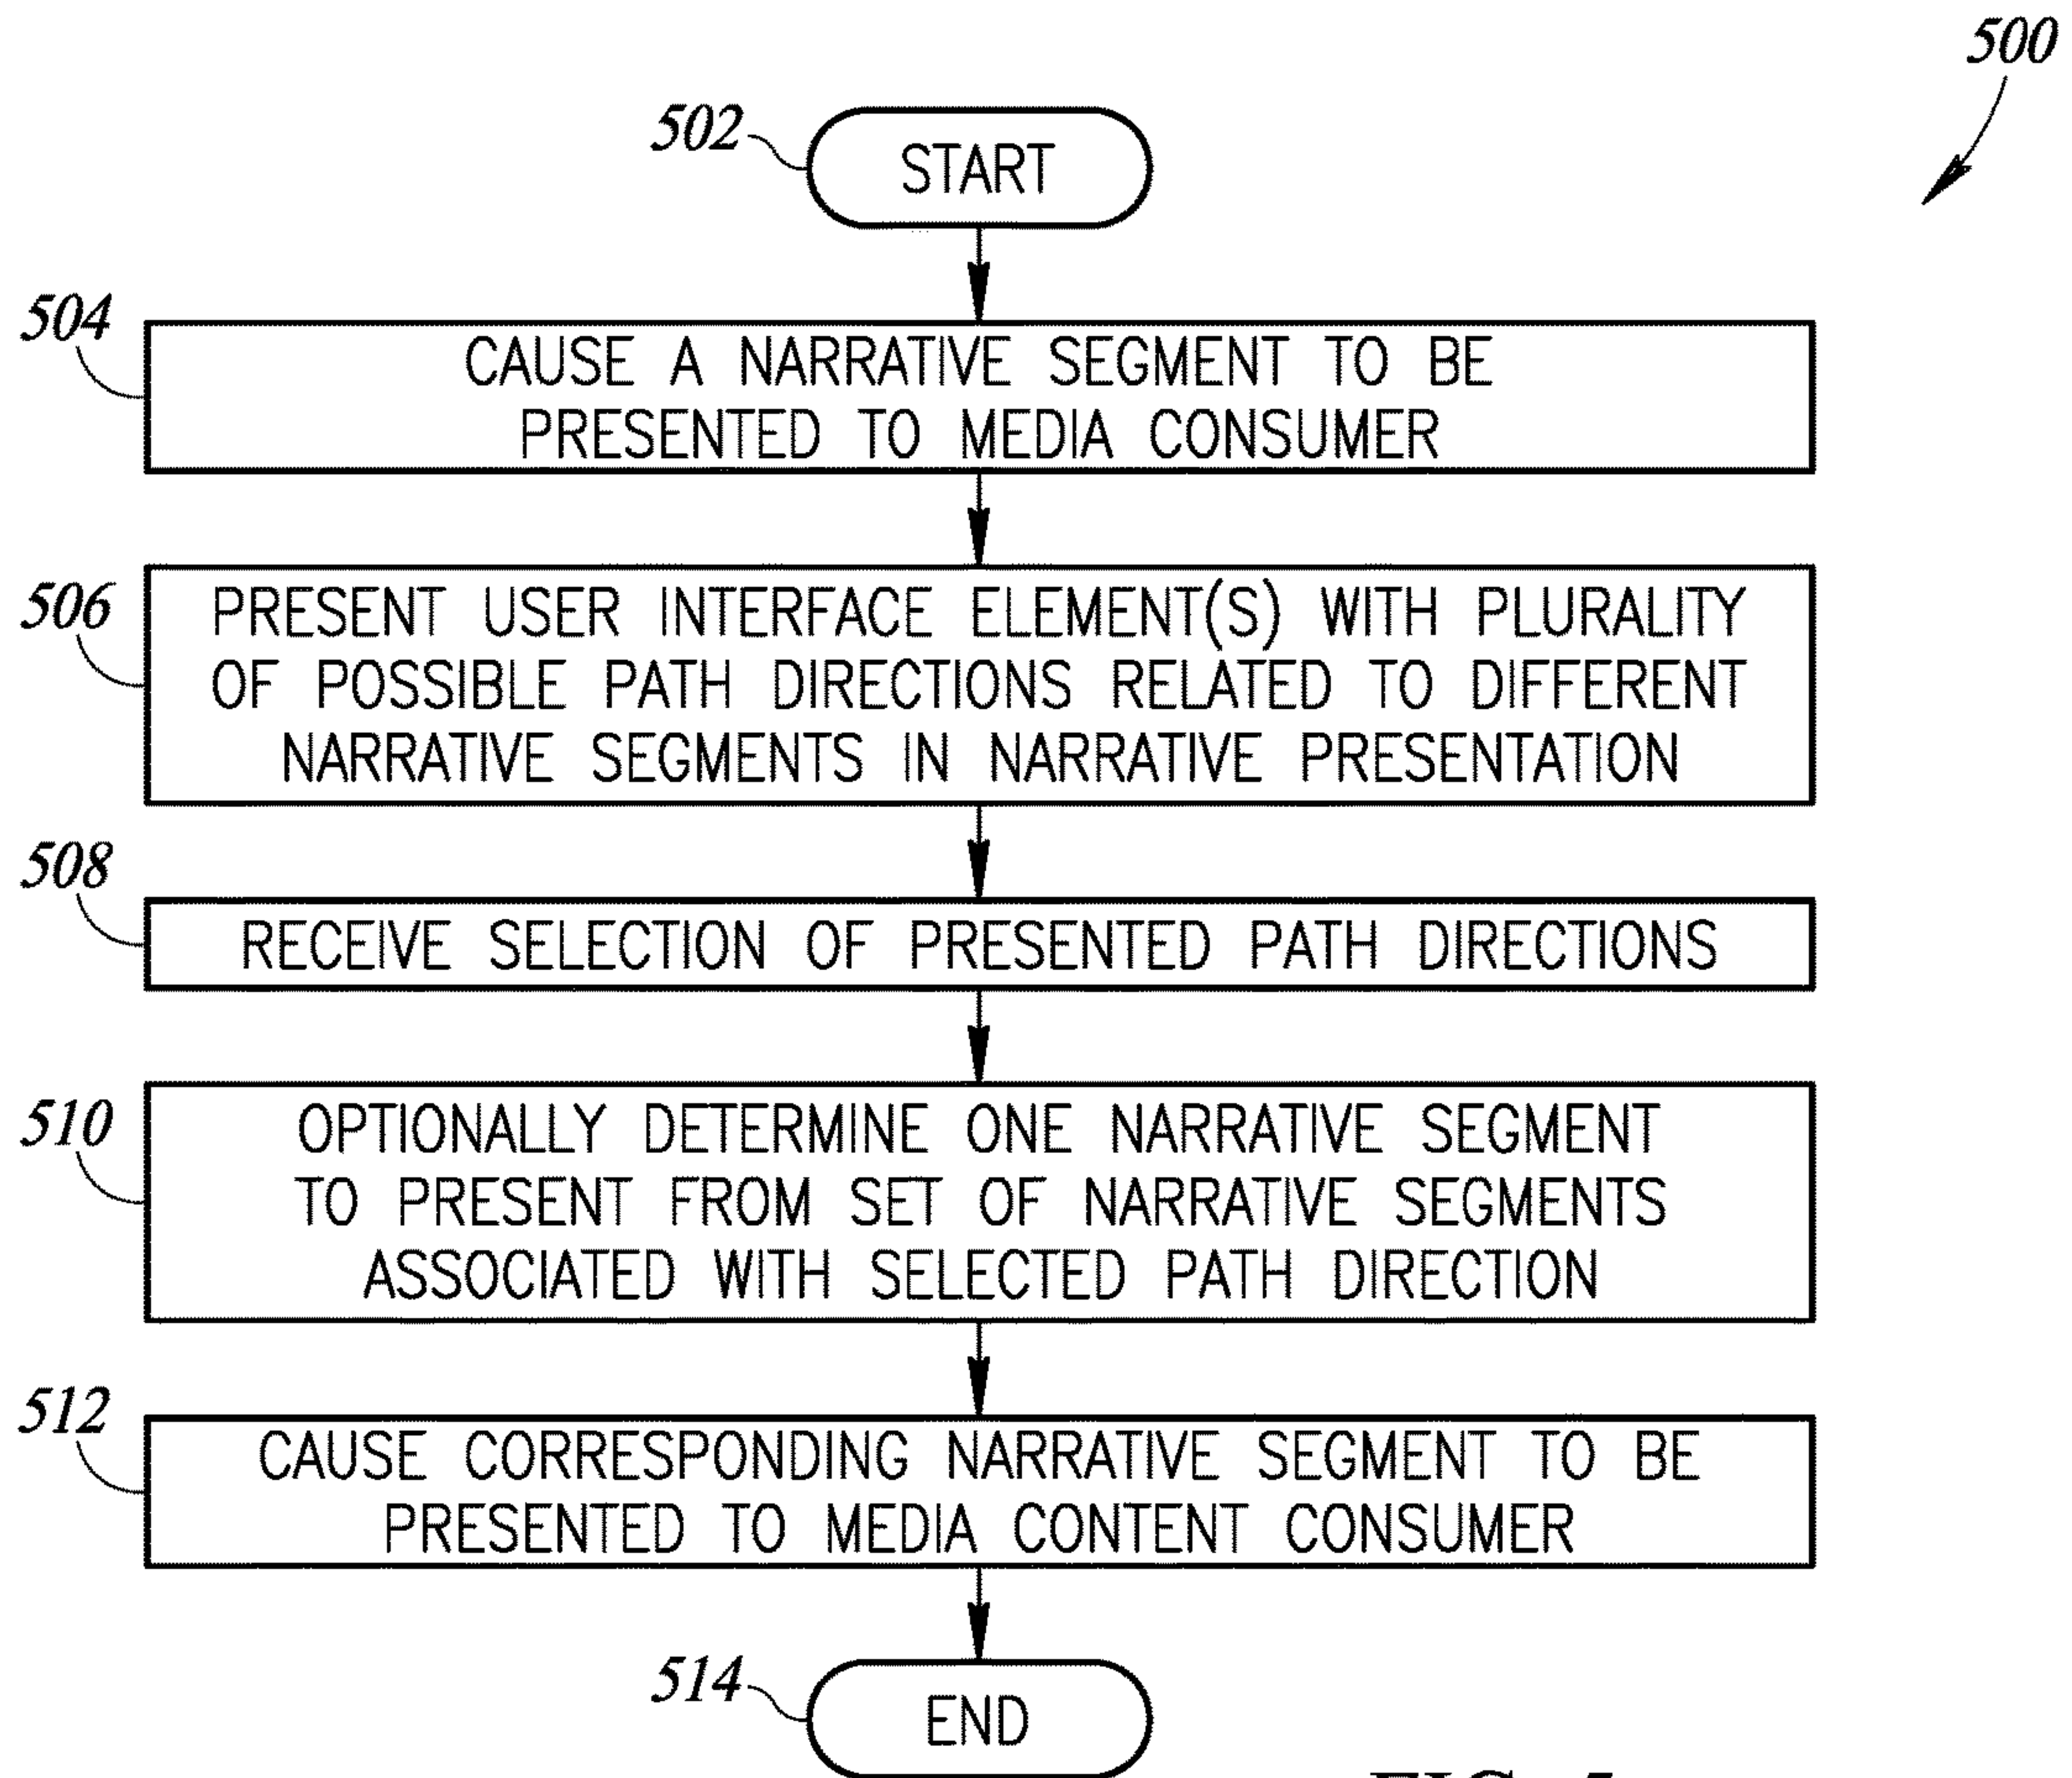 500
502
START
504
CAUSE A NARRATIVE SEGMENT TO BE
PRESENTED TO MEDIA CONSUMER
506
PRESENT USER INTERFACE ELEMENT(S) WITH PLURALITY
OF POSSIBLE PATH DIRECTIONS RELATED TO DIFFERENT
NARRATIVE SEGMENTS IN NARRATIVE PRESENTATION
508
RECEIVE SELECTION OF PRESENTED PATH DIRECTIONS
510
OPTIONALLY DETERMINE ONE NARRATIVE SEGMENT
TO PRESENT FROM SET OF NARRATIVE SEGMENTS
ASSOCIATED WITH SELECTED PATH DIRECTION
512
CAUSE CORRESPONDING NARRATIVE SEGMENT TO BE
PRESENTED TO MEDIA CONTENT CONSUMER
514
END